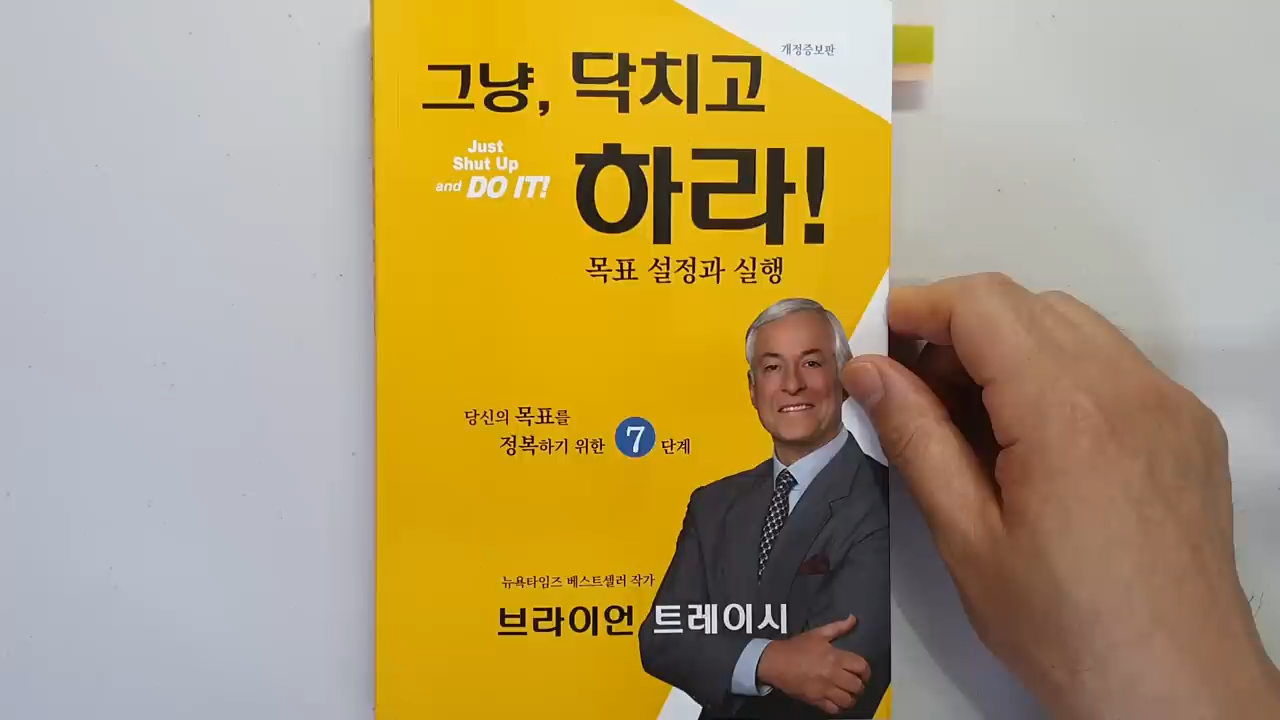 개정증보판
그냥, 닥치고
하라!
Just
Shut Up
and DO IT!
목표 설정과 실행
당신의 목표를
정복하기 위한 7 단계
뉴욕타임즈 베스트셀러 작가
브라이언 트레이시